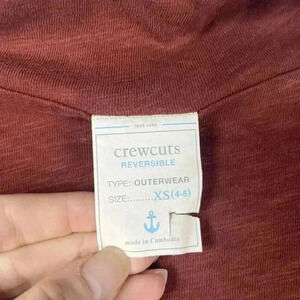 crewcuts
REVERSIBLE
TYPE: OUTERWEAR
SIZE:.........XS(4-5)
made in Cambodia